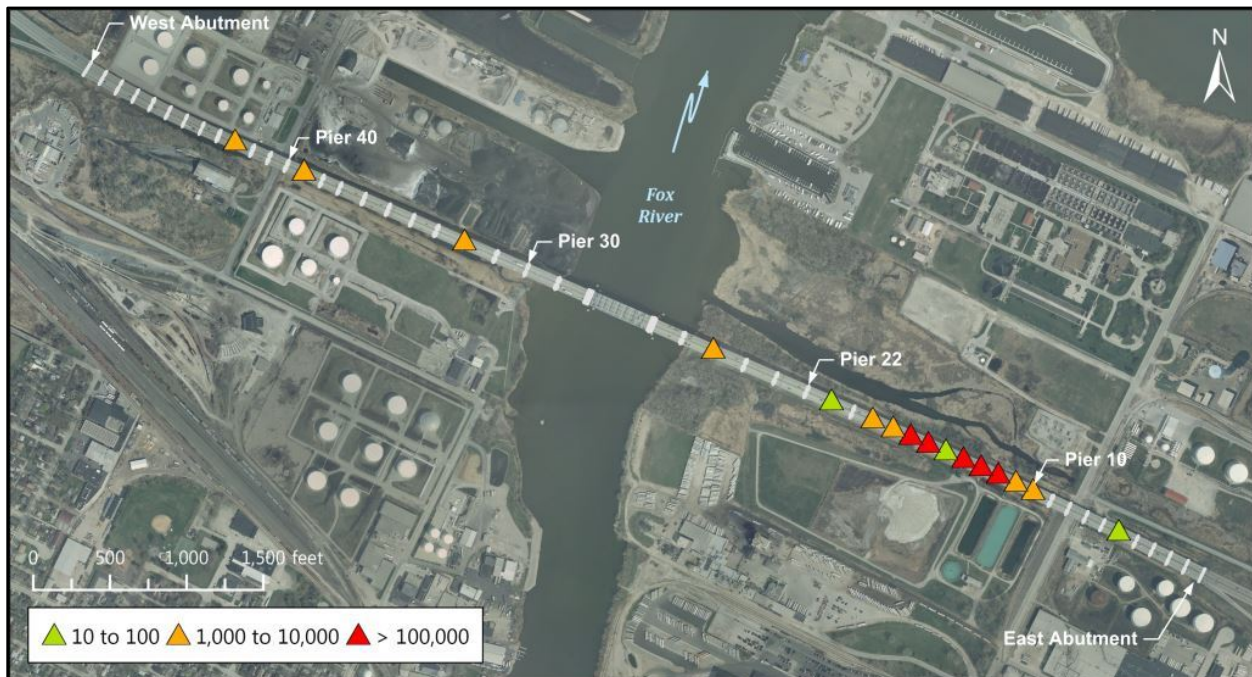 West Abutment
N
Pier 40
Fox
River
Pier 30
Pier 22
Pier 10
0 500 1,000 1,500 feet
East Abutment
10 to 100 1,000 to 10,000 > 100,000